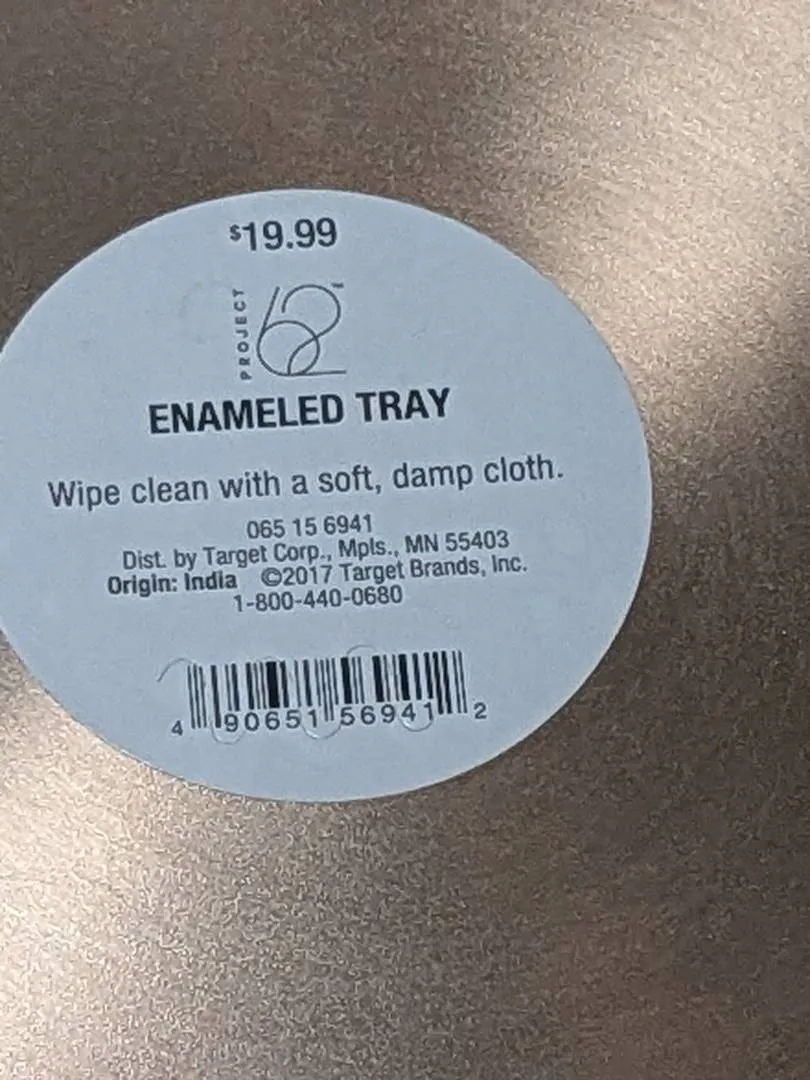 $19.99
PROJECT 62™
ENAMELED TRAY
Wipe clean with a soft, damp cloth.
065 15 6941
Dist. by Target Corp., Mpls., MN 55403
Origin: India ©2017 Target Brands, Inc.
1-800-440-0680
4 90651 56941 2